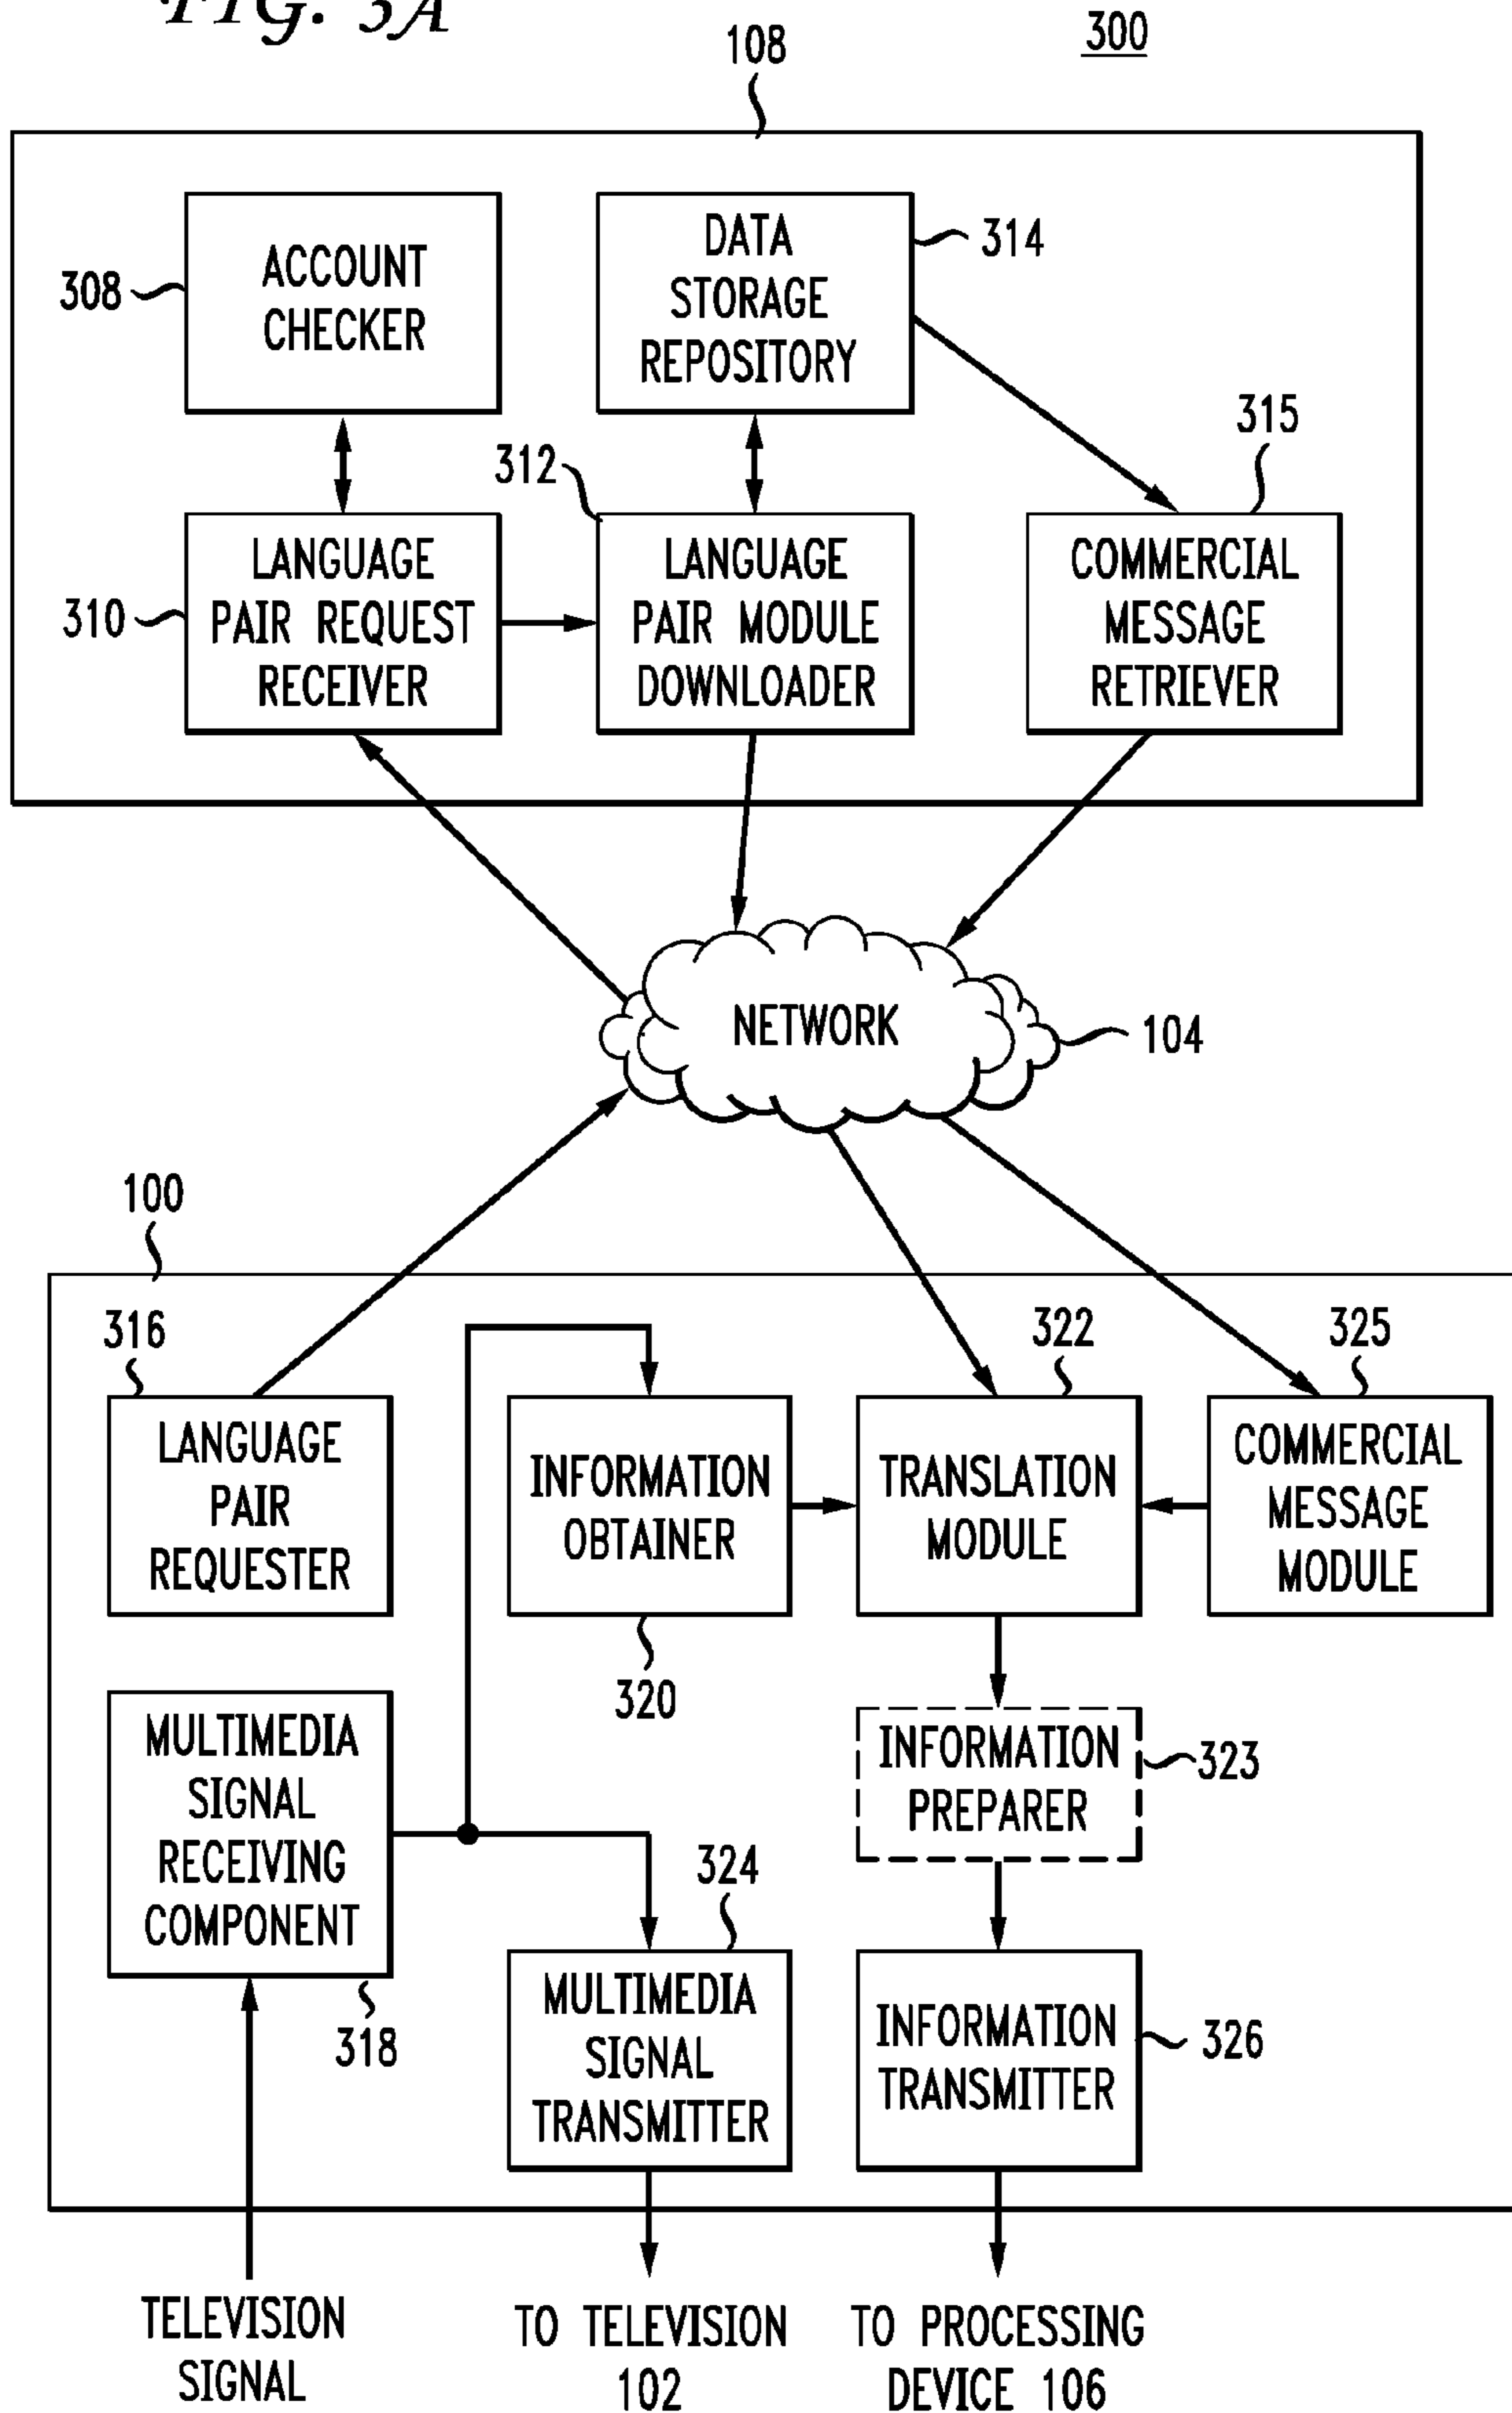 FIG. 3A
300
108
ACCOUNT
CHECKER
308
DATA
STORAGE
REPOSITORY
314
315
312
LANGUAGE
PAIR REQUEST
RECEIVER
310
LANGUAGE
PAIR MODULE
DOWNLOADER
COMMERCIAL
MESSAGE
RETRIEVER
NETWORK
104
100
316
LANGUAGE
PAIR
REQUESTER
INFORMATION
OBTAINER
320
322
TRANSLATION
MODULE
325
COMMERCIAL
MESSAGE
MODULE
MULTIMEDIA
SIGNAL
RECEIVING
COMPONENT
318
INFORMATION
PREPARER
323
324
MULTIMEDIA
SIGNAL
TRANSMITTER
INFORMATION
TRANSMITTER
326
TELEVISION
SIGNAL
TO TELEVISION
102
TO PROCESSING
DEVICE 106